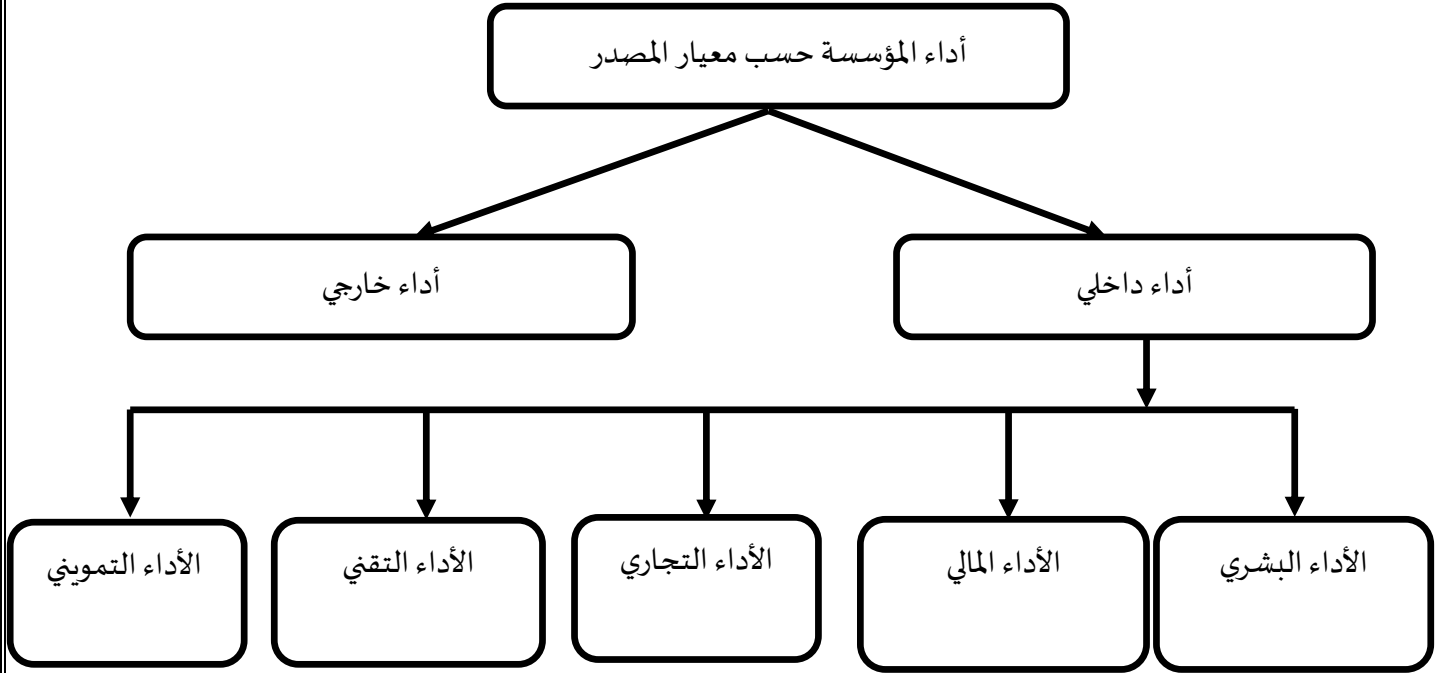 أداء المؤسسة حسب معيار المصدر
أداء داخلي
أداء خارجي
الأداء البشري
الأداء المالي
الأداء التجاري
الأداء التقني
الأداء التمويني